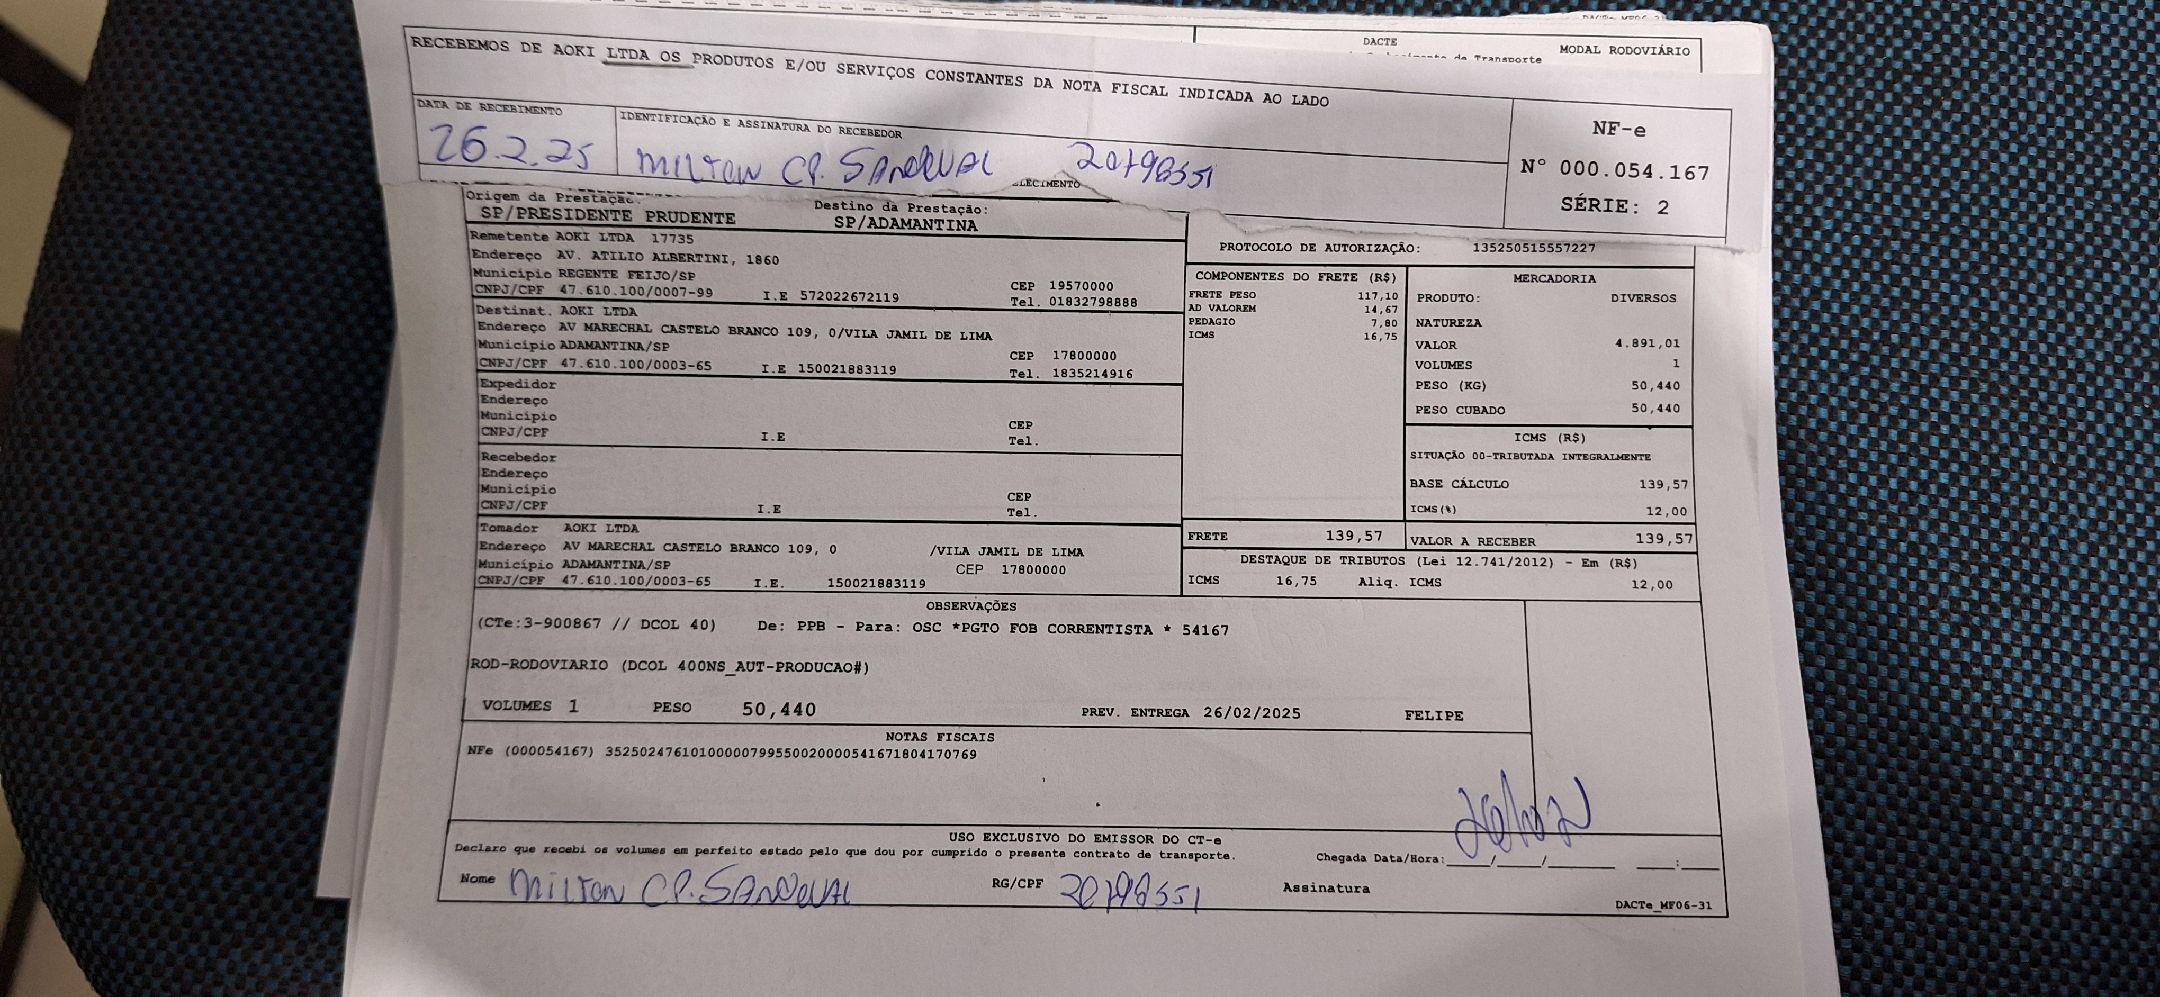 DACTE
MODAL RODOVIÁRIO
de Transporte
RECEBEMOS DE AOKI LTDA OS PRODUTOS E/OU SERVIÇOS CONSTANTES DA NOTA FISCAL INDICADA AO LADO
DATA DE RECEBIMENTO
26.2.25
IDENTIFICAÇÃO E ASSINATURA DO RECEBEDOR
MILTON CP. SANDOVAL 20798551
NF-e
Nº 000.054.167
SÉRIE: 2
Origem da Prestação:
SP/PRESIDENTE PRUDENTE
Destino da Prestação:
SP/ADAMANTINA
Remetente AOKI LTDA 17735
Endereço AV. ATILIO ALBERTINI, 1860
Município REGENTE FEIJO/SP CEP 19570000
CNPJ/CPF 47.610.100/0007-99 I.E 572022672119 Tel. 01832798888
Destinat. AOKI LTDA
Endereço AV MARECHAL CASTELO BRANCO 109, 0/VILA JAMIL DE LIMA
Município ADAMANTINA/SP CEP 17800000
CNPJ/CPF 47.610.100/0003-65 I.E 150021883119 Tel. 1835214916
Expedidor
Endereço
Município CEP
CNPJ/CPF I.E Tel.
Recebedor
Endereço
Município CEP
CNPJ/CPF I.E Tel.
Tomador AOKI LTDA
Endereço AV MARECHAL CASTELO BRANCO 109, 0 /VILA JAMIL DE LIMA
Município ADAMANTINA/SP CEP 17800000
CNPJ/CPF 47.610.100/0003-65 I.E. 150021883119
PROTOCOLO DE AUTORIZAÇÃO: 135250515557227
COMPONENTES DO FRETE (R$)
FRETE PESO 117,10
AD VALOREM 14,67
PEDAGIO 7,80
ICMS 16,75
MERCADORIA
PRODUTO: DIVERSOS
NATUREZA
VALOR 4.891,01
VOLUMES 1
PESO (KG) 50,440
PESO CUBADO 50,440
ICMS (R$)
SITUAÇÃO 00-TRIBUTADA INTEGRALMENTE
BASE CÁLCULO 139,57
ICMS(%) 12,00
FRETE 139,57
VALOR A RECEBER 139,57
DESTAQUE DE TRIBUTOS (Lei 12.741/2012) - Em (R$)
ICMS 16,75 Aliq. ICMS 12,00
OBSERVAÇÕES
(CTe:3-900867 // DCOL 40) De: PPB - Para: OSC *PGTO FOB CORRENTISTA * 54167
ROD-RODOVIARIO (DCOL 400NS_AUT-PRODUCAO#)
VOLUMES 1 PESO 50,440 PREV. ENTREGA 26/02/2025 FELIPE
NOTAS FISCAIS
NFe (000054167) 35250247610100000799550020000541671804170769
USO EXCLUSIVO DO EMISSOR DO CT-e
Declaro que recebi os volumes em perfeito estado pelo que dou por cumprido o presente contrato de transporte.
Chegada Data/Hora:____/____/______ ___:___
Nome MILTON CP. SANDOVAL RG/CPF 20798551 Assinatura
DACTe_MF06-31